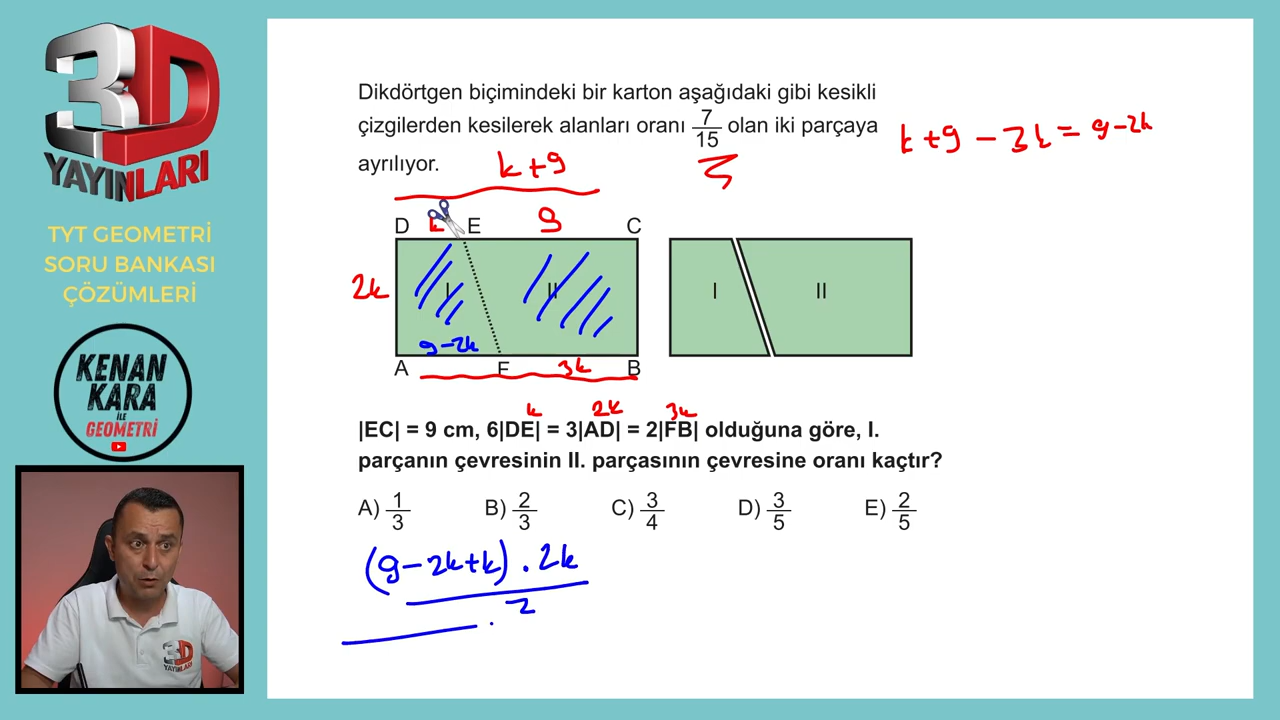 3D
YAYINLARI
TYT GEOMETRİ
SORU BANKASI
ÇÖZÜMLERİ
KENAN
KARA
İLE
GEOMETRİ
3D
YAYINLARI
Dikdörtgen biçimindeki bir karton aşağıdaki gibi kesikli
çizgilerden kesilerek alanları oranı 7/15 olan iki parçaya
ayrılıyor.
k+9
k+9-3k=9-2k
D k E 9 C
2k
I II
9-2k
A F 3k B
I II
k 2k 3k
|EC| = 9 cm, 6|DE| = 3|AD| = 2|FB| olduğuna göre, I.
parçanın çevresinin II. parçasının çevresine oranı kaçtır?
A) 1/3 B) 2/3 C) 3/4 D) 3/5 E) 2/5
(9-2k+k).2k
2